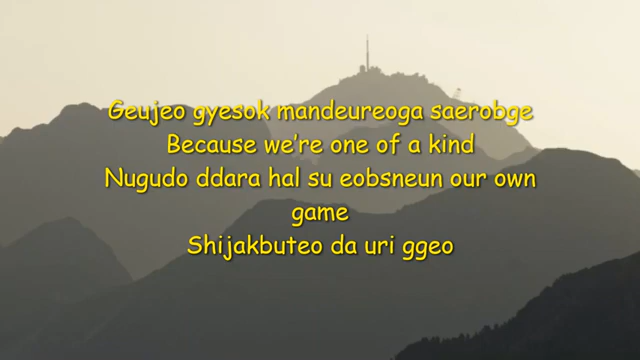 Geujeo gyesok mandeureoga saerobge
Because we're one of a kind
Nugudo ddara hal su eobsneun our own
game
Shijakbuteo da uri ggeo